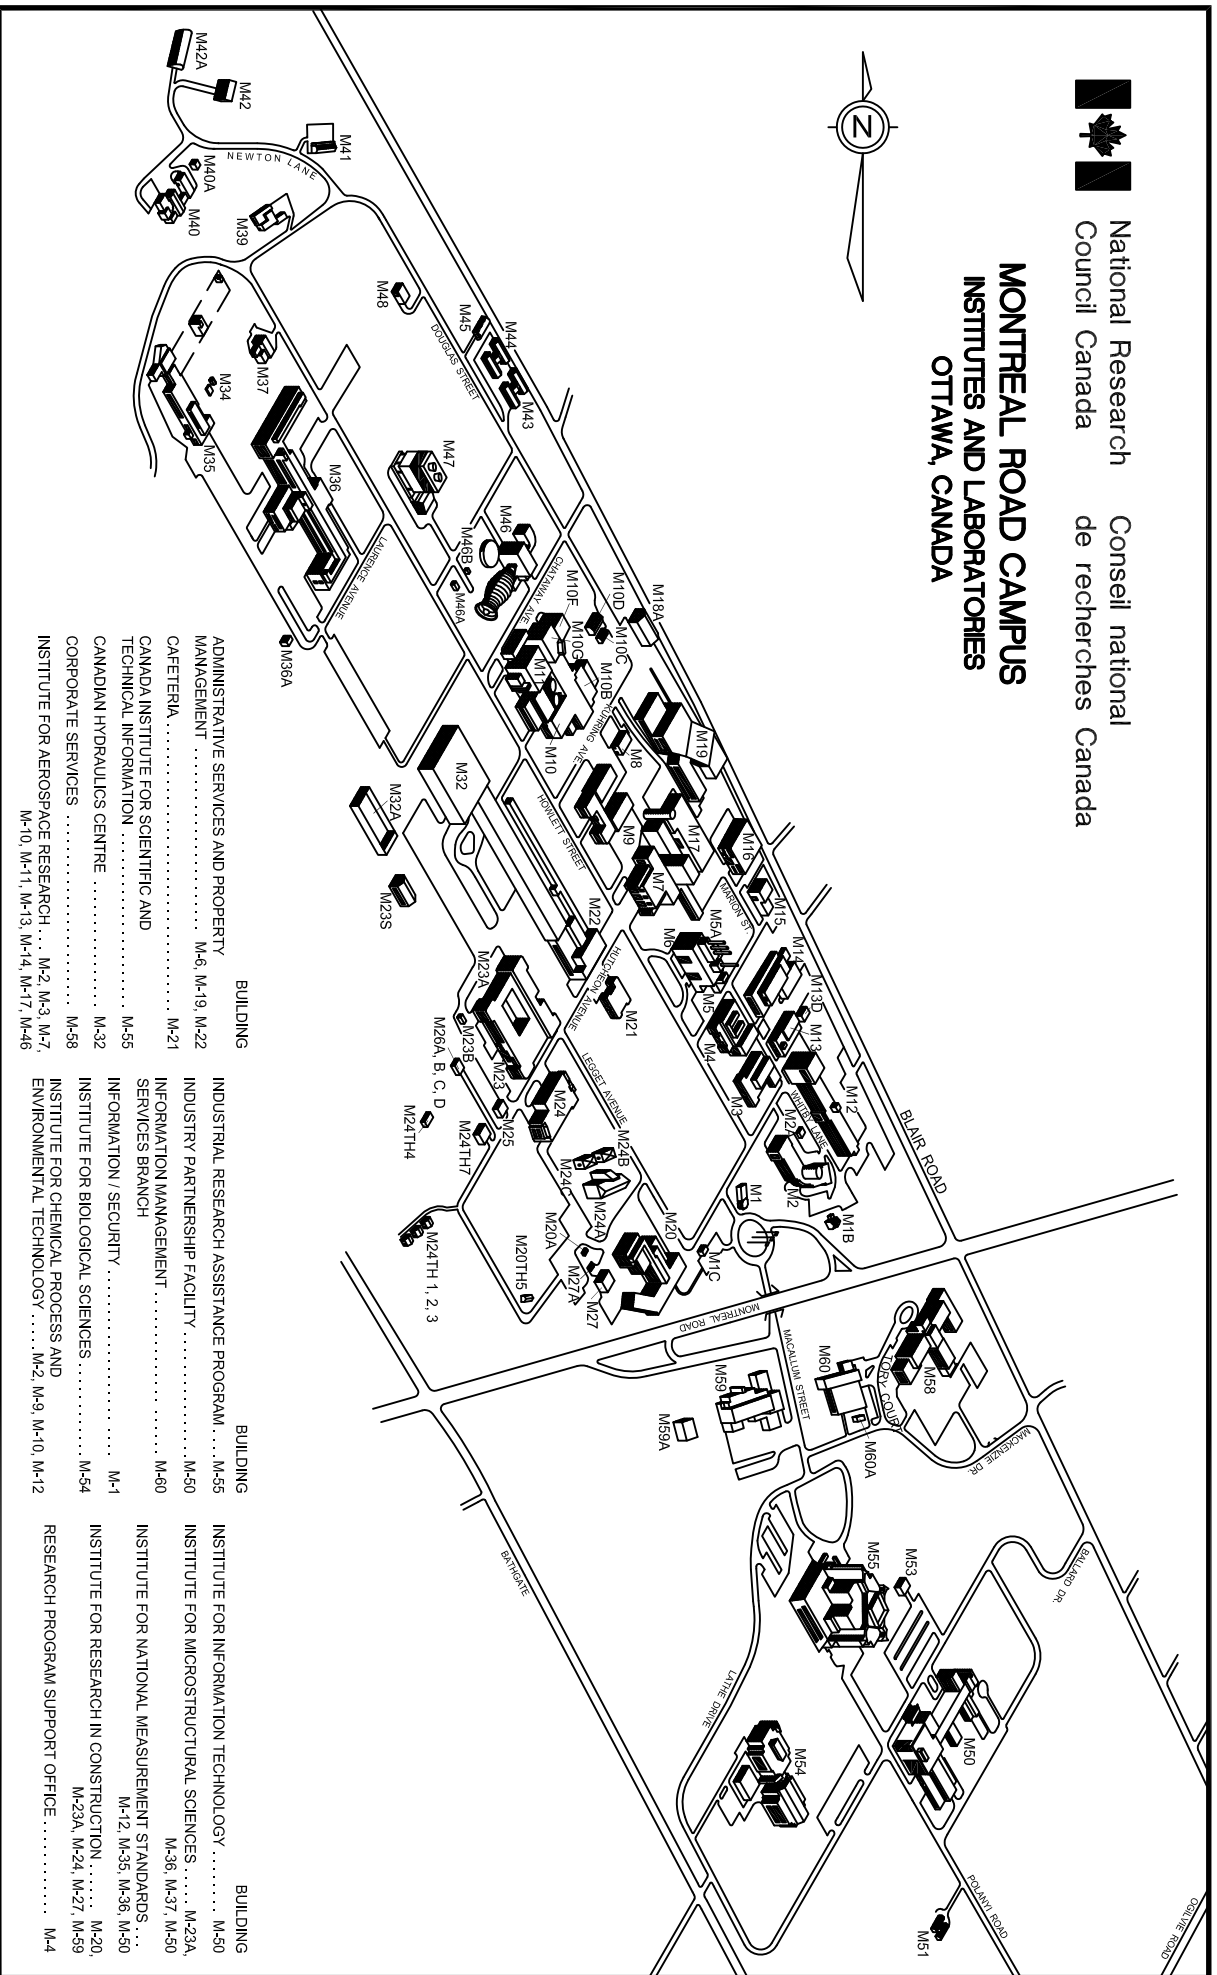 National Research
Council Canada
Conseil national
de recherches Canada
MONTREAL ROAD CAMPUS
INSTITUTES AND LABORATORIES
OTTAWA, CANADA
N
M42A
M42
M41
NEWTON LANE
M40A
M40
M39
M48
M45
M44
M43
DOUGLAS STREET
M37
M34
M35
M36
M47
M46
M46B
M46A
LAURENCE AVENUE
M36A
CHATAWAY AVE.
M10F
M10D
M10G
M10C
M18A
M10B
M11
M10
KUHRING AVE.
M8
M19
M32
M32A
HOWLETT STREET
M9
M17
M16
M7
MARION ST.
M15
M23S
M22
M5A
M6
M5
M14
M13D
M13
M4
M3
M12
WHITBY LANE
M2A
M2
M1B
BLAIR ROAD
HUTCHEON AVENUE
M21
M23A
M23B
M23
M26A, B, C, D
LEGGET AVENUE
M24
M25
M24TH4
M24TH7
M24B
M24C
M24A
M20
M1
M1C
M20A
M27A
M27
M20TH5
M24TH 1, 2, 3
MONTREAL ROAD
MACALLUM STREET
M60
M60A
TORY COURT
M58
MACKENZIE DR.
M59
M59A
BATHGATE
M55
M53
BALLARD DR.
LATHE DRIVE
M54
M50
POLANYI ROAD
M51
OGILVIE ROAD
BUILDING
ADMINISTRATIVE SERVICES AND PROPERTY
MANAGEMENT .................... M-6, M-19, M-22
CAFETERIA .............................. M-21
CANADA INSTITUTE FOR SCIENTIFIC AND
TECHNICAL INFORMATION .................. M-55
CANADIAN HYDRAULICS CENTRE .............. M-32
CORPORATE SERVICES ..................... M-58
INSTITUTE FOR AEROSPACE RESEARCH ... M-2, M-3, M-7,
M-10, M-11, M-13, M-14, M-17, M-46
BUILDING
INDUSTRIAL RESEARCH ASSISTANCE PROGRAM .... M-55
INDUSTRY PARTNERSHIP FACILITY ............... M-50
INFORMATION MANAGEMENT .................. M-60
SERVICES BRANCH
INFORMATION / SECURITY ...................... M-1
INSTITUTE FOR BIOLOGICAL SCIENCES ........... M-54
INSTITUTE FOR CHEMICAL PROCESS AND
ENVIRONMENTAL TECHNOLOGY ..... M-2, M-9, M-10, M-12
BUILDING
INSTITUTE FOR INFORMATION TECHNOLOGY ........ M-50
INSTITUTE FOR MICROSTRUCTURAL SCIENCES ..... M-23A,
M-36, M-37, M-50
INSTITUTE FOR NATIONAL MEASUREMENT STANDARDS ...
M-12, M-35, M-36, M-50
INSTITUTE FOR RESEARCH IN CONSTRUCTION ...... M-20,
M-23A, M-24, M-27, M-59
RESEARCH PROGRAM SUPPORT OFFICE ........... M-4